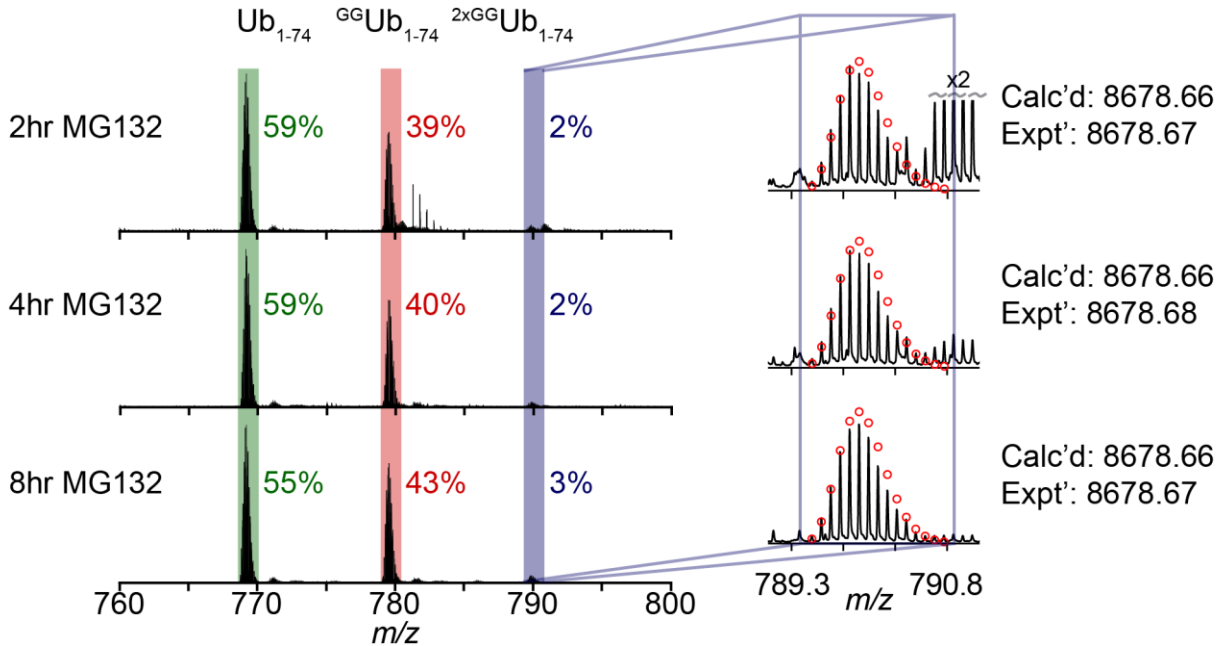 Ub1-74 GGUb1-74 2xGGUb1-74
2hr MG132 59% 39% 2% x2 Calc'd: 8678.66
Expt': 8678.67
4hr MG132 59% 40% 2% Calc'd: 8678.66
Expt': 8678.68
8hr MG132 55% 43% 3% Calc'd: 8678.66
Expt': 8678.67
760 770 780 790 800 789.3 790.8
m/z m/z